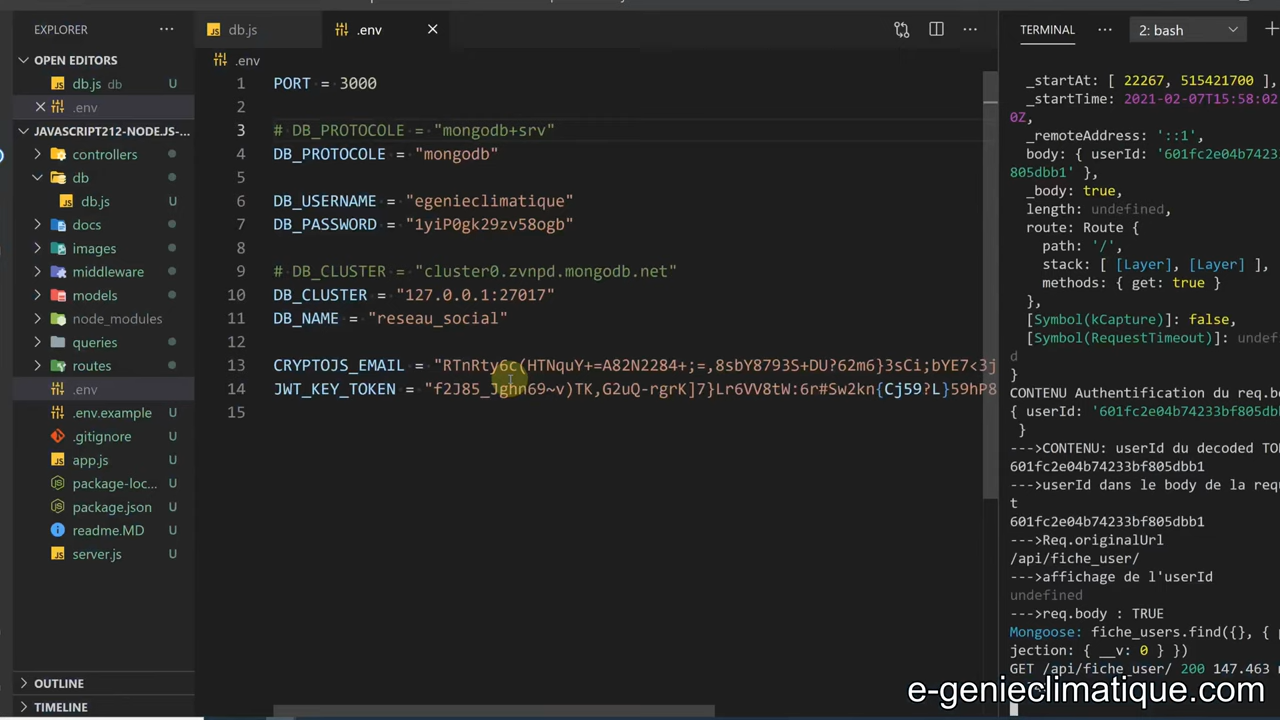 EXPLORER
OPEN EDITORS
db.js db U
.env
JAVASCRIPT212-NODE.JS-...
controllers
db
db.js U
docs
images
middleware
models
node_modules
queries
routes
.env
.env.example U
.gitignore U
app.js U
package-loc... U
package.json U
readme.MD U
server.js U
OUTLINE
TIMELINE
db.js
.env
.env
1 PORT = 3000
2
3 # DB_PROTOCOLE = "mongodb+srv"
4 DB_PROTOCOLE = "mongodb"
5
6 DB_USERNAME = "egenieclimatique"
7 DB_PASSWORD = "1yiP0gk29zv58ogb"
8
9 # DB_CLUSTER = "cluster0.zvnpd.mongodb.net"
10 DB_CLUSTER = "127.0.0.1:27017"
11 DB_NAME = "reseau_social"
12
13 CRYPTOJS_EMAIL = "RTnRty6c(HTNquY+=A82N2284+;=,8sbY8793S+DU?62m6}3sCi;bYE7<3j
14 JWT_KEY_TOKEN = "f2J85_Jghn69~v)TK,G2uQ-rgrK]7}Lr6VV8tW:6r#Sw2kn{Cj59?L}59hP8
15
TERMINAL
2: bash
_startAt: [ 22267, 515421700 ],
_startTime: 2021-02-07T15:58:02
0Z,
_remoteAddress: '::1',
body: { userId: '601fc2e04b7423
805dbb1' },
_body: true,
length: undefined,
route: Route {
path: '/',
stack: [ [Layer], [Layer] ],
methods: { get: true }
},
[Symbol(kCapture)]: false,
[Symbol(RequestTimeout)]: undef
d
}
CONTENU Authentification du req.bo
{ userId: '601fc2e04b74233bf805dbb
}
--->CONTENU: userId du decoded TO
601fc2e04b74233bf805dbb1
--->userId dans le body de la requ
t
601fc2e04b74233bf805dbb1
--->Req.originalUrl
/api/fiche_user/
--->affichage de l'userId
undefined
--->req.body : TRUE
Mongoose: fiche_users.find({}, { p
jection: { __v: 0 } })
GET /api/fiche_user/ 200 147.463
e-genieclimatique.com